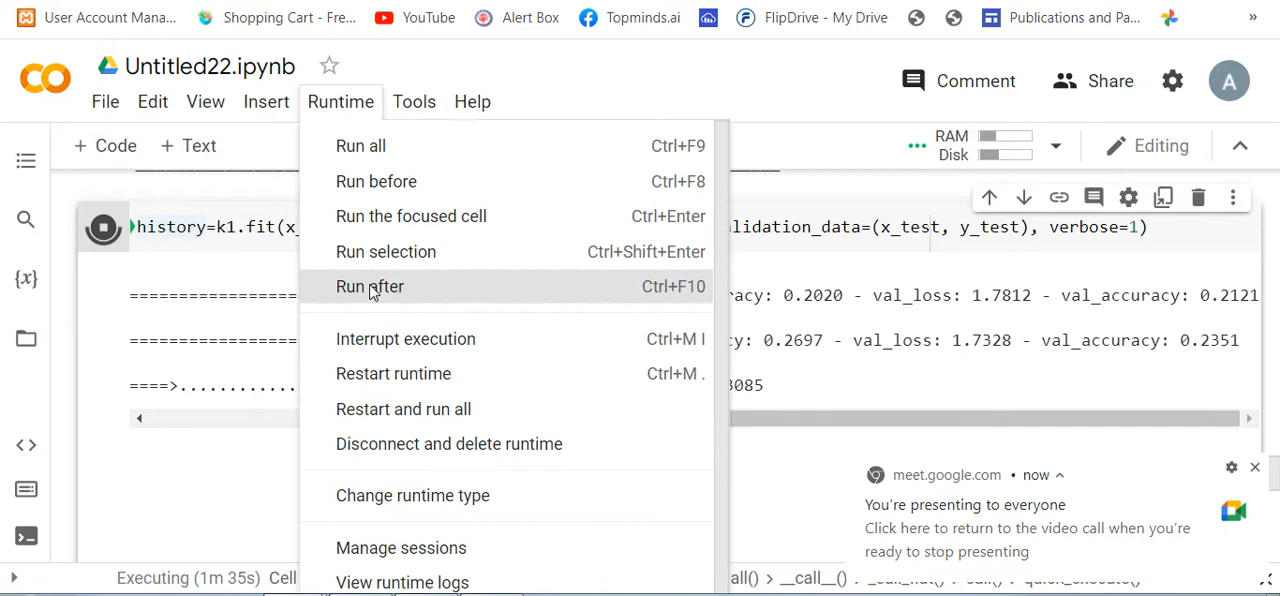 User Account Mana... Shopping Cart - Fre... YouTube Alert Box Topminds.ai FlipDrive - My Drive Publications and Pa... »
CO Untitled22.ipynb
Comment Share A
File Edit View Insert Runtime Tools Help
+ Code + Text
RAM
Disk
Editing
Run all Ctrl+F9
Run before Ctrl+F8
Run the focused cell Ctrl+Enter
Run selection Ctrl+Shift+Enter
Run after Ctrl+F10
Interrupt execution Ctrl+M I
Restart runtime Ctrl+M .
Restart and run all
Disconnect and delete runtime
Change runtime type
Manage sessions
View runtime logs
history=k1.fit(x_ lidation_data=(x_test, y_test), verbose=1)
===================== racy: 0.2020 - val_loss: 1.7812 - val_accuracy: 0.2121
===================== cy: 0.2697 - val_loss: 1.7328 - val_accuracy: 0.2351
====>............. 3085
meet.google.com • now
You're presenting to everyone
Click here to return to the video call when you're
ready to stop presenting
Executing (1m 35s) Cell all() > __call__()